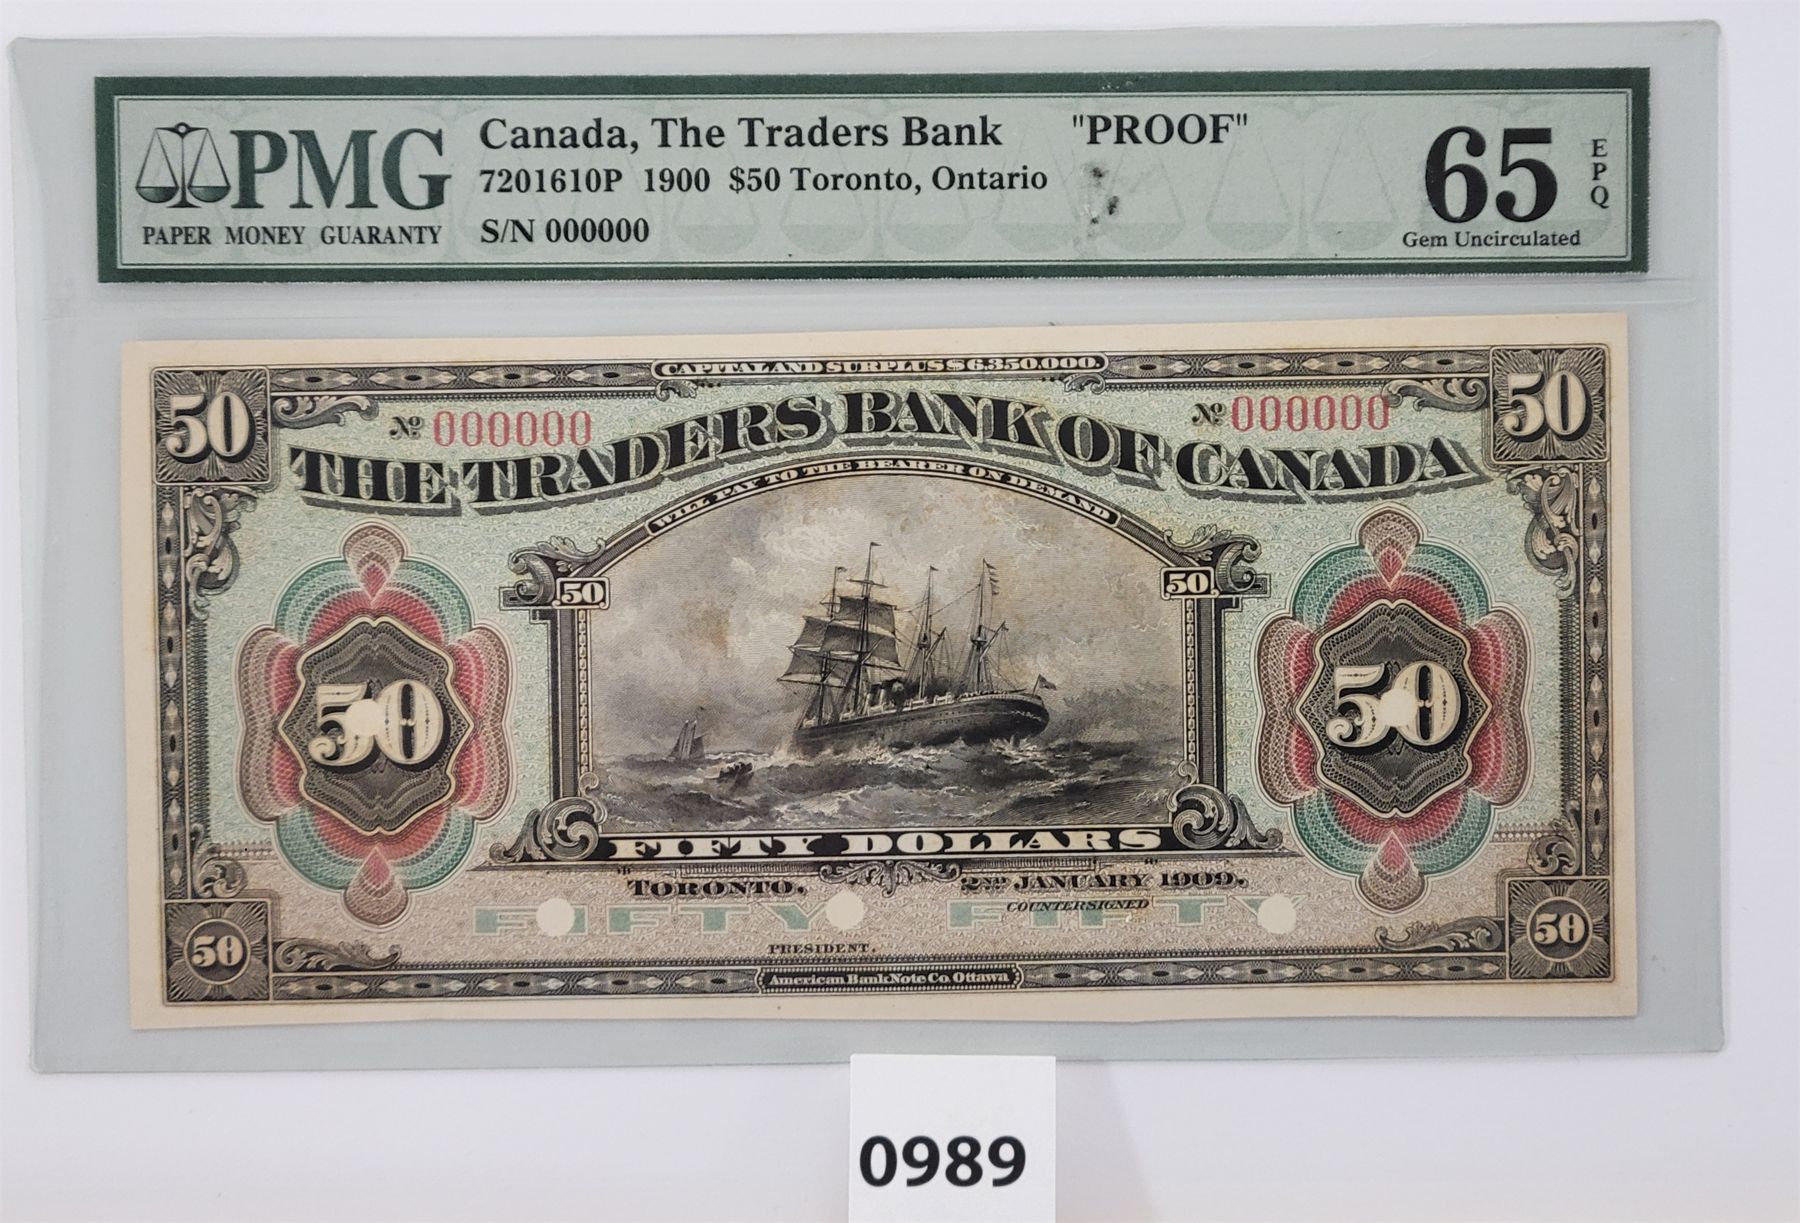 PMG
PAPER MONEY GUARANTY
Canada, The Traders Bank "PROOF"
7201610P 1900 $50 Toronto, Ontario
S/N 000000
65
EPQ
Gem Uncirculated
CAPITAL AND SURPLUS $6,350,000.
50
50
No 000000
No 000000
THE TRADERS BANK OF CANADA
WILL PAY TO THE BEARER ON DEMAND
50
50
50
50
FIFTY DOLLARS
TORONTO,
2ND JANUARY 1909.
COUNTERSIGNED
FIFTY FIFTY
PRESIDENT.
50
50
American Bank Note Co. Ottawa.
0989